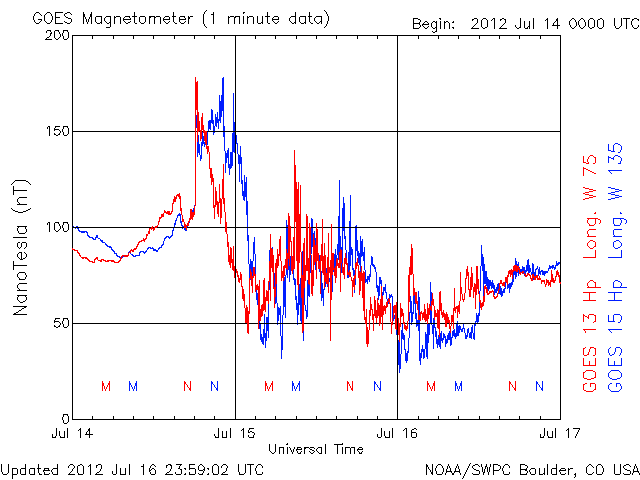 GOES Magnetometer (1 minute data)
Begin: 2012 Jul 14 0000 UTC
200
150
100
50
0
NanoTesla (nT)
GOES 13 Hp Long. W 75
GOES 15 Hp Long. W 135
M M N N M M N N M M N N
Jul 14 Jul 15 Jul 16 Jul 17
Universal Time
Updated 2012 Jul 16 23:59:02 UTC
NOAA/SWPC Boulder, CO USA